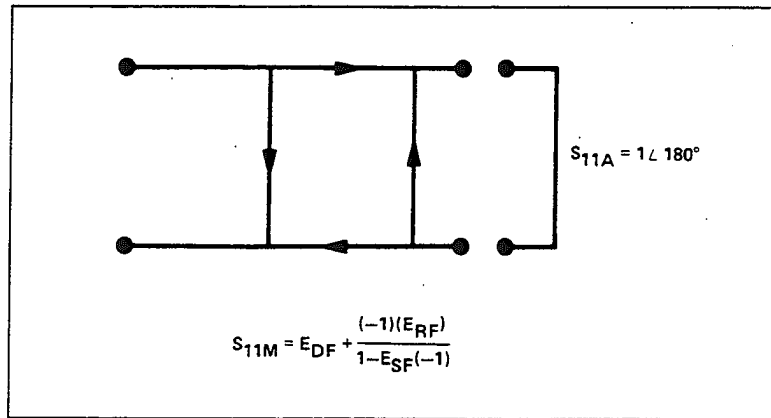 S11A = 1∠ 180°
S11M = EDF + (-1)(ERF) / 1-ESF(-1)